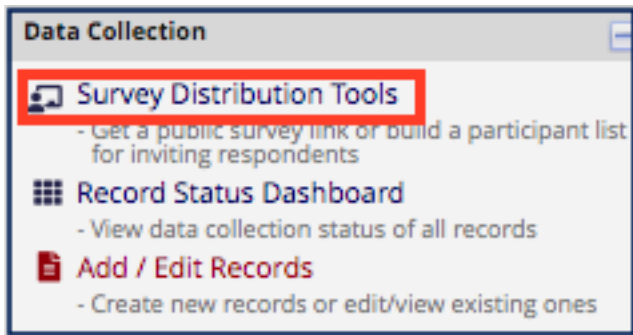 Data Collection
Survey Distribution Tools
- Get a public survey link or build a participant list
for inviting respondents
Record Status Dashboard
- View data collection status of all records
Add / Edit Records
- Create new records or edit/view existing ones